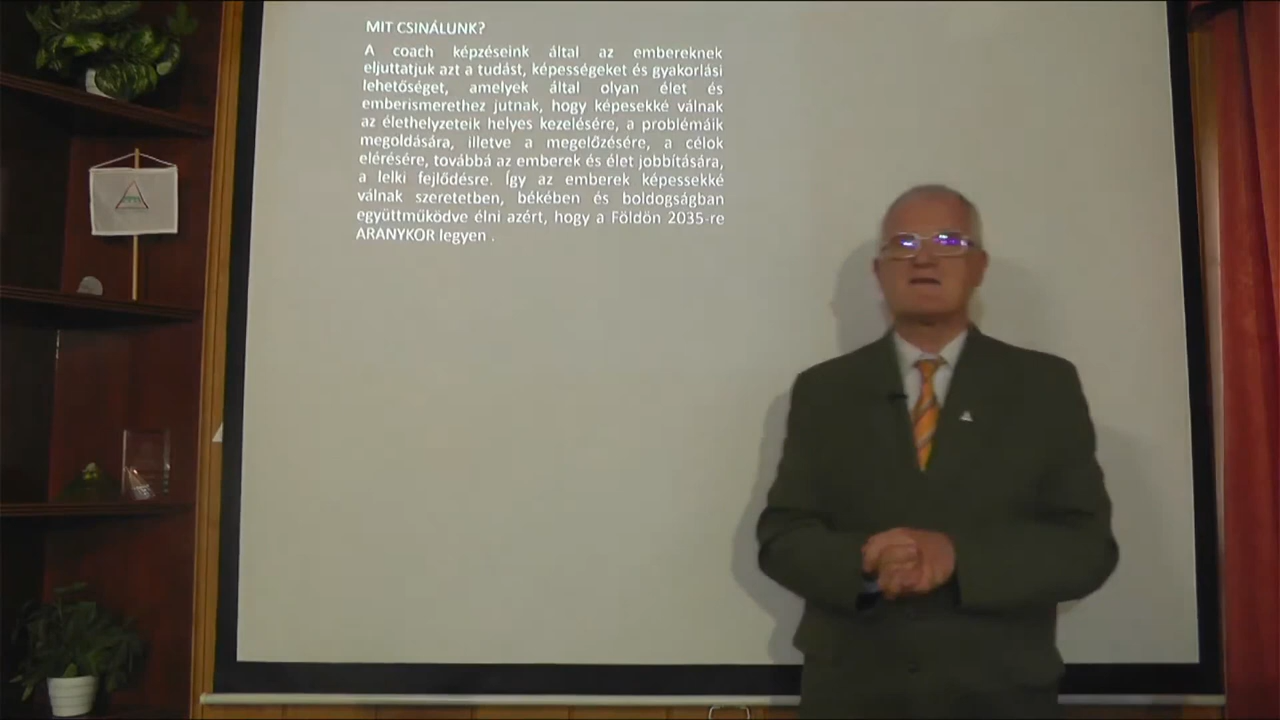 MIT CSINÁLUNK?
A coach képzéseink által az embereknek
eljuttatjuk azt a tudást, képességeket és gyakorlási
lehetőséget, amelyek által olyan élet és
emberismerethez jutnak, hogy képesekké válnak
az élethelyzeteik helyes kezelésére, a problémáik
megoldására, illetve a megelőzésére, a célok
elérésére, továbbá az emberek és élet jobbítására,
a lelki fejlődésre. Így az emberek képessekké
válnak szeretetben, békében és boldogságban
együttműködve élni azért, hogy a Földön 2035-re
ARANYKOR legyen .